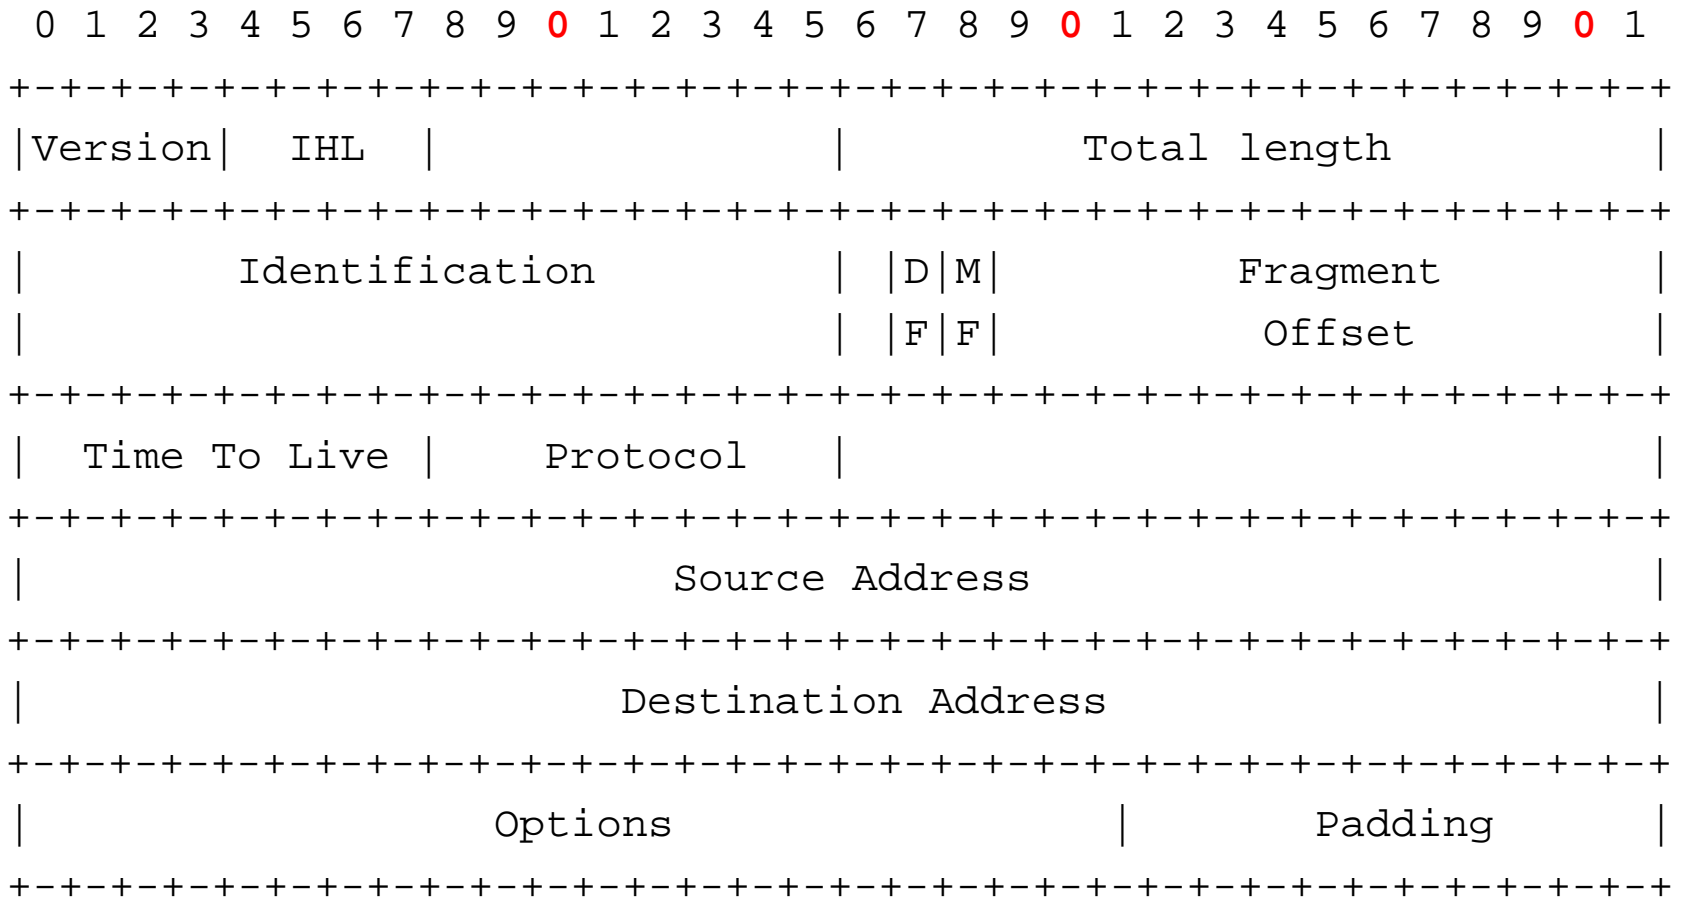 0 1 2 3 4 5 6 7 8 9 0 1 2 3 4 5 6 7 8 9 0 1 2 3 4 5 6 7 8 9 0 1
+-+-+-+-+-+-+-+-+-+-+-+-+-+-+-+-+-+-+-+-+-+-+-+-+-+-+-+-+-+-+-+-+
|Version|  IHL  |               |         Total length          |
+-+-+-+-+-+-+-+-+-+-+-+-+-+-+-+-+-+-+-+-+-+-+-+-+-+-+-+-+-+-+-+-+
|        Identification         | |D|M|         Fragment        |
|                               | |F|F|          Offset         |
+-+-+-+-+-+-+-+-+-+-+-+-+-+-+-+-+-+-+-+-+-+-+-+-+-+-+-+-+-+-+-+-+
|  Time To Live |    Protocol   |                               |
+-+-+-+-+-+-+-+-+-+-+-+-+-+-+-+-+-+-+-+-+-+-+-+-+-+-+-+-+-+-+-+-+
|                         Source Address                        |
+-+-+-+-+-+-+-+-+-+-+-+-+-+-+-+-+-+-+-+-+-+-+-+-+-+-+-+-+-+-+-+-+
|                       Destination Address                     |
+-+-+-+-+-+-+-+-+-+-+-+-+-+-+-+-+-+-+-+-+-+-+-+-+-+-+-+-+-+-+-+-+
|                  Options                 |       Padding      |
+-+-+-+-+-+-+-+-+-+-+-+-+-+-+-+-+-+-+-+-+-+-+-+-+-+-+-+-+-+-+-+-+